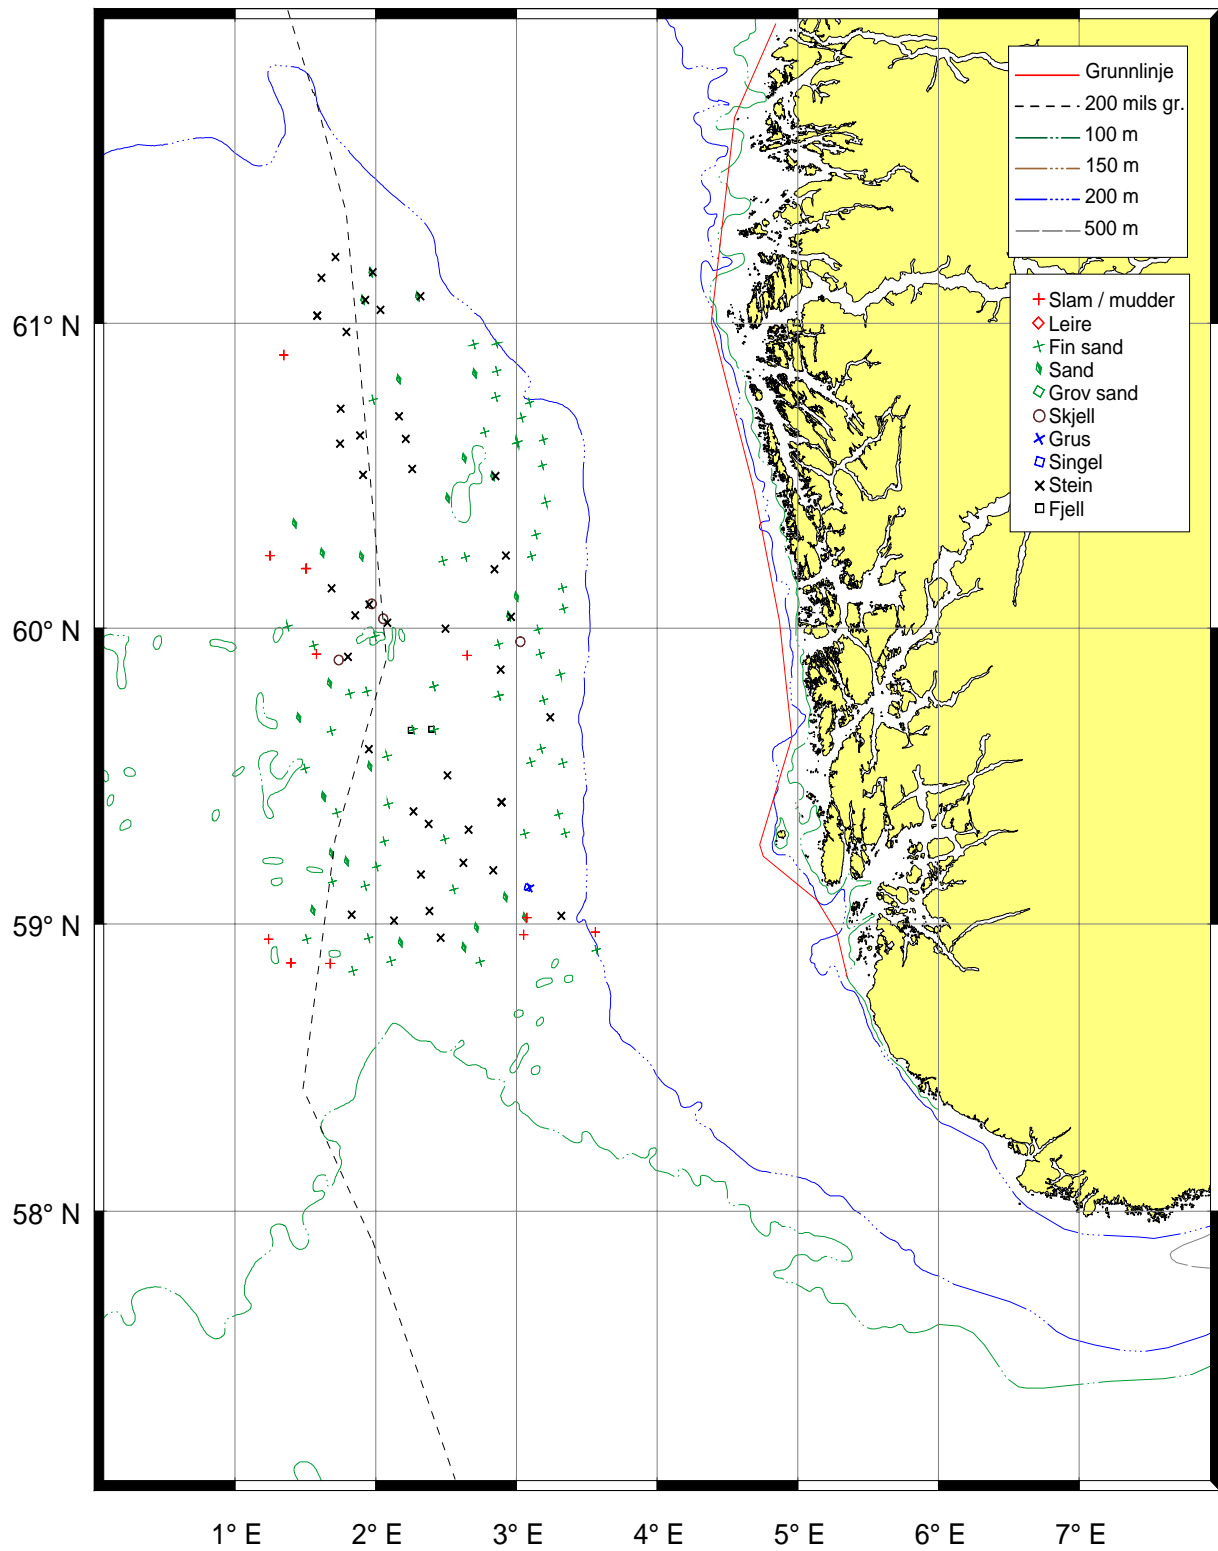 Grunnlinje
200 mils gr.
100 m
150 m
200 m
500 m
Slam / mudder
Leire
Fin sand
Sand
Grov sand
Skjell
Grus
Singel
Stein
Fjell
61° N
60° N
59° N
58° N
1° E 2° E 3° E 4° E 5° E 6° E 7° E